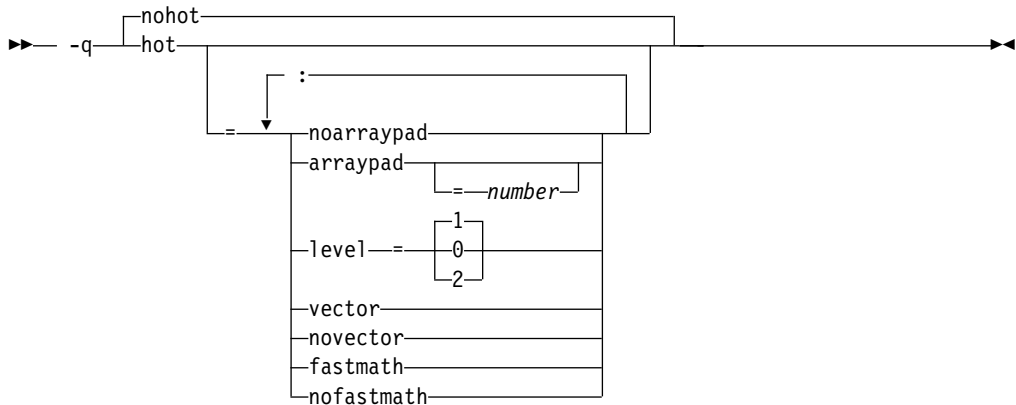 nohot
-q hot
:
= noarraypad
arraypad
= number
1
level = 0
2
vector
novector
fastmath
nofastmath